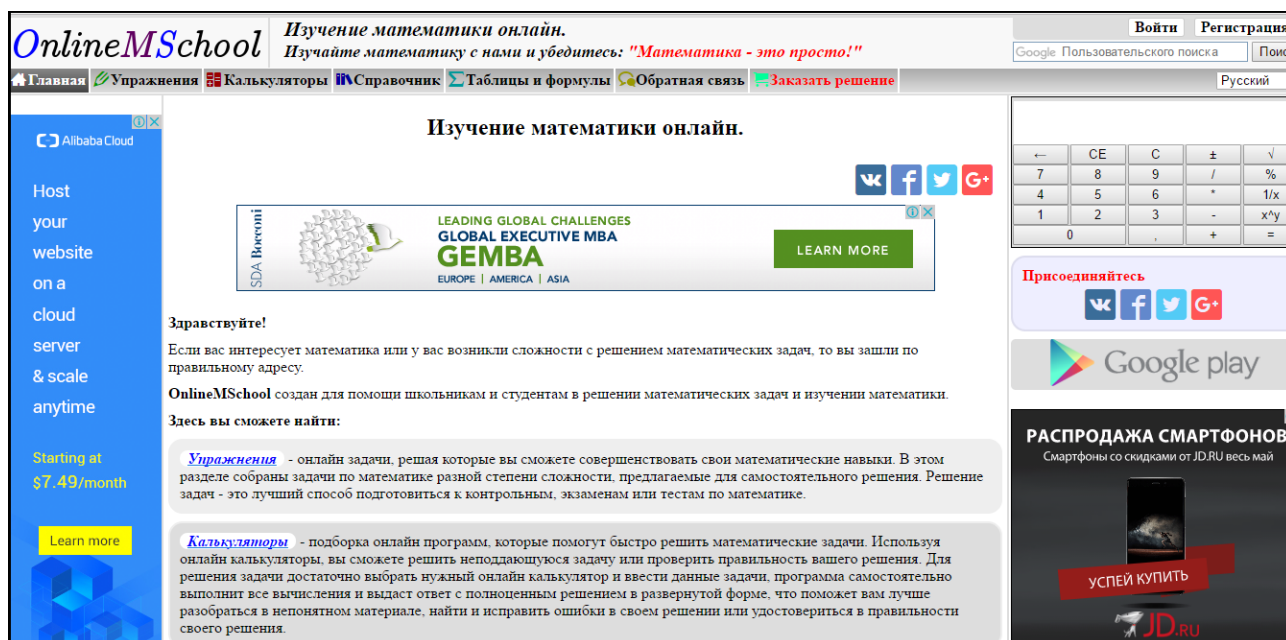 OnlineMSchool
Изучение математики онлайн.
Изучайте математику с нами и убедитесь: "Математика - это просто!"
Войти Регистрация
Google Пользовательского поиска Поис
Главная Упражнения Калькуляторы Справочник Таблицы и формулы Обратная связь Заказать решение
Русский
Alibaba Cloud
Host
your
website
on a
cloud
server
& scale
anytime
Starting at
$7.49/month
Learn more
Изучение математики онлайн.
SDA Bocconi
LEADING GLOBAL CHALLENGES
GLOBAL EXECUTIVE MBA
GEMBA
EUROPE | AMERICA | ASIA
LEARN MORE
Здравствуйте!
Если вас интересует математика или у вас возникли сложности с решением математических задач, то вы зашли по
правильному адресу.
OnlineMSchool создан для помощи школьникам и студентам в решении математических задач и изучении математики.
Здесь вы сможете найти:
Упражнения - онлайн задачи, решая которые вы сможете совершенствовать свои математические навыки. В этом
разделе собраны задачи по математике разной степени сложности, предлагаемые для самостоятельного решения. Решение
задач - это лучший способ подготовиться к контрольным, экзаменам или тестам по математике.
Калькуляторы - подборка онлайн программ, которые помогут быстро решить математические задачи. Используя
онлайн калькуляторы, вы сможете решить неподдающуюся задачу или проверить правильность вашего решения. Для
решения задачи достаточно выбрать нужный онлайн калькулятор и ввести данные задачи, программа самостоятельно
выполнит все вычисления и выдаст ответ с полноценным решением в развернутой форме, что поможет вам лучше
разобраться в непонятном материале, найти и исправить ошибки в своем решении или удостовериться в правильности
своего решения.
← CE C ± √
7 8 9 / %
4 5 6 * 1/x
1 2 3 - x^y
0 , + =
Присоединяйтесь
Google play
РАСПРОДАЖА СМАРТФОНОВ
Смартфоны со скидками от JD.RU весь май
УСПЕЙ КУПИТЬ
JD.RU